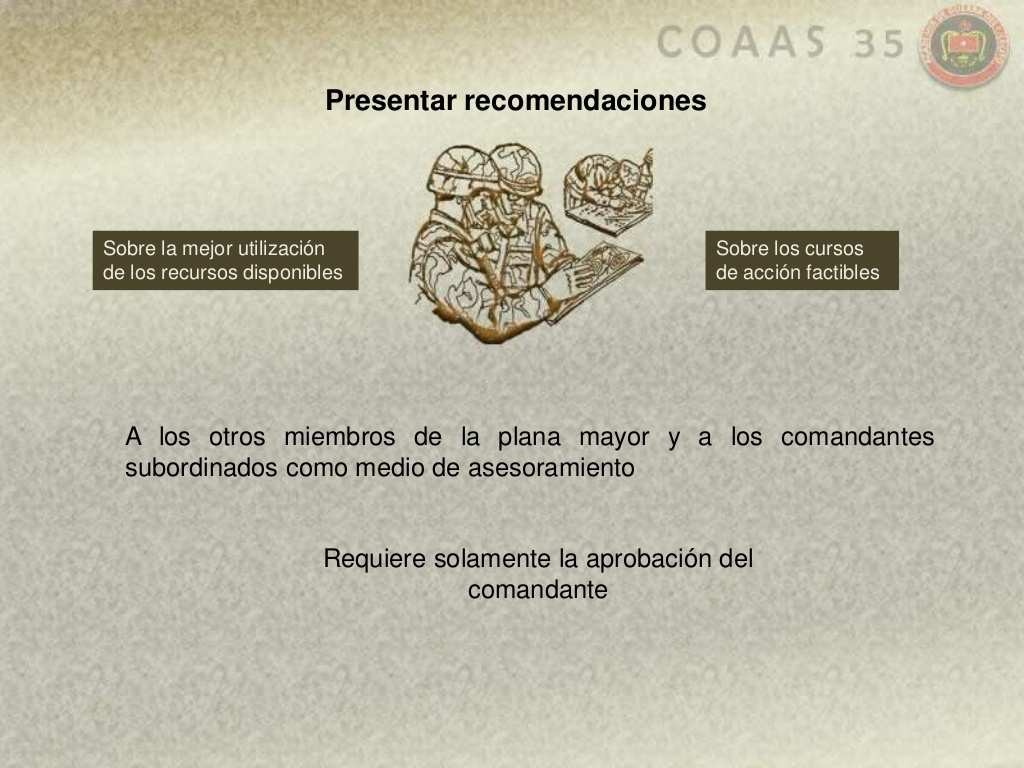 COAAS 35
Presentar recomendaciones
Sobre la mejor utilización
de los recursos disponibles
Sobre los cursos
de acción factibles
A los otros miembros de la plana mayor y a los comandantes
subordinados como medio de asesoramiento
Requiere solamente la aprobación del
comandante